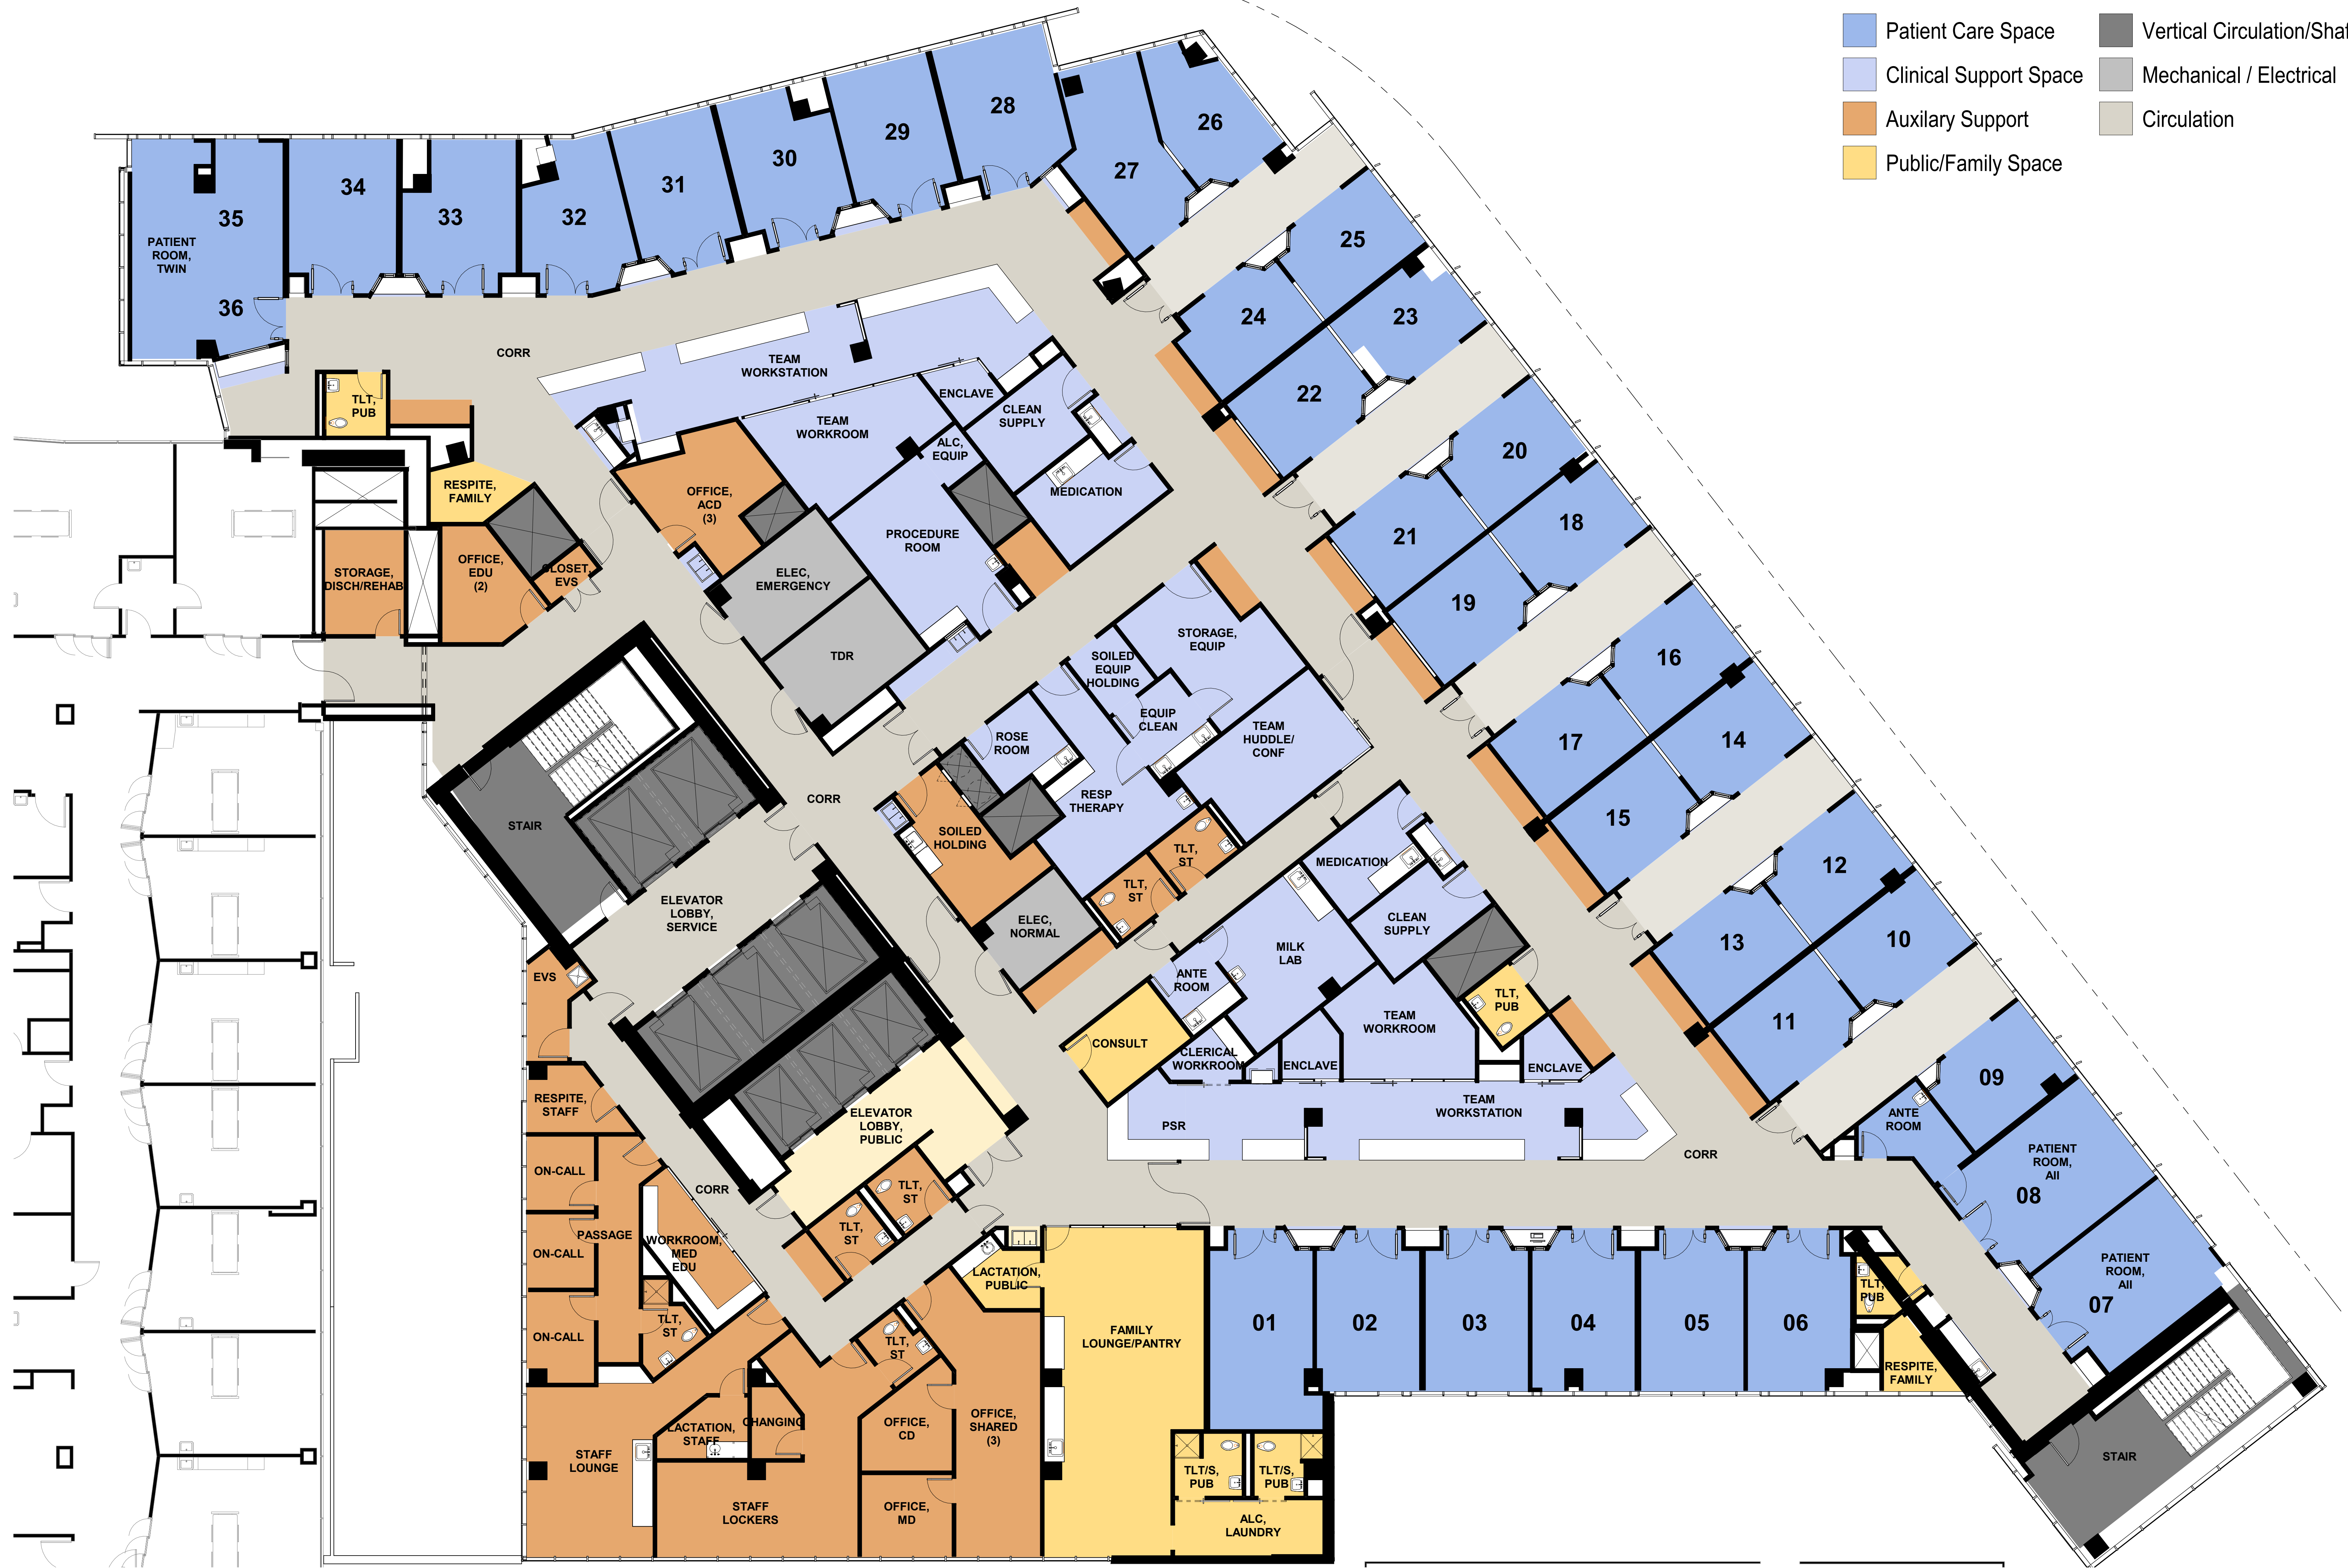 Patient Care Space
Clinical Support Space
Auxilary Support
Public/Family Space
Vertical Circulation/Shaf
Mechanical / Electrical
Circulation
28
26
29
30
27
31
34
35
33
32
25
PATIENT
ROOM,
TWIN
36
24
23
CORR
TEAM
WORKSTATION
22
ENCLAVE
TLT,
PUB
CLEAN
SUPPLY
TEAM
WORKROOM
ALC,
EQUIP
20
RESPITE,
FAMILY
OFFICE,
ACD
(3)
MEDICATION
18
21
PROCEDURE
ROOM
STORAGE,
DISCH/REHAB
OFFICE,
EDU
(2)
CLOSET,
EVS
ELEC,
EMERGENCY
19
STORAGE,
EQUIP
TDR
SOILED
EQUIP
HOLDING
16
EQUIP
CLEAN
ROSE
ROOM
TEAM
HUDDLE/
CONF
17
14
CORR
RESP
THERAPY
STAIR
SOILED
HOLDING
15
TLT,
ST
MEDICATION
12
TLT,
ST
ELEVATOR
LOBBY,
SERVICE
ELEC,
NORMAL
CLEAN
SUPPLY
13
10
MILK
LAB
EVS
ANTE
ROOM
TLT,
PUB
11
TEAM
WORKROOM
CONSULT
CLERICAL
WORKROOM
ENCLAVE
ENCLAVE
09
RESPITE,
STAFF
ELEVATOR
LOBBY,
PUBLIC
PSR
TEAM
WORKSTATION
ANTE
ROOM
CORR
PATIENT
ROOM,
AII
08
ON-CALL
CORR
TLT,
ST
TLT,
ST
PASSAGE
WORKROOM,
MED
EDU
ON-CALL
PATIENT
ROOM,
AII
07
LACTATION,
PUBLIC
TLT,
PUB
ON-CALL
TLT,
ST
TLT,
ST
FAMILY
LOUNGE/PANTRY
01
02
03
04
05
06
RESPITE,
FAMILY
LACTATION,
STAFF
CHANGING
OFFICE,
CD
OFFICE,
SHARED
(3)
STAFF
LOUNGE
STAIR
TLT/S,
PUB
TLT/S,
PUB
STAFF
LOCKERS
OFFICE,
MD
ALC,
LAUNDRY